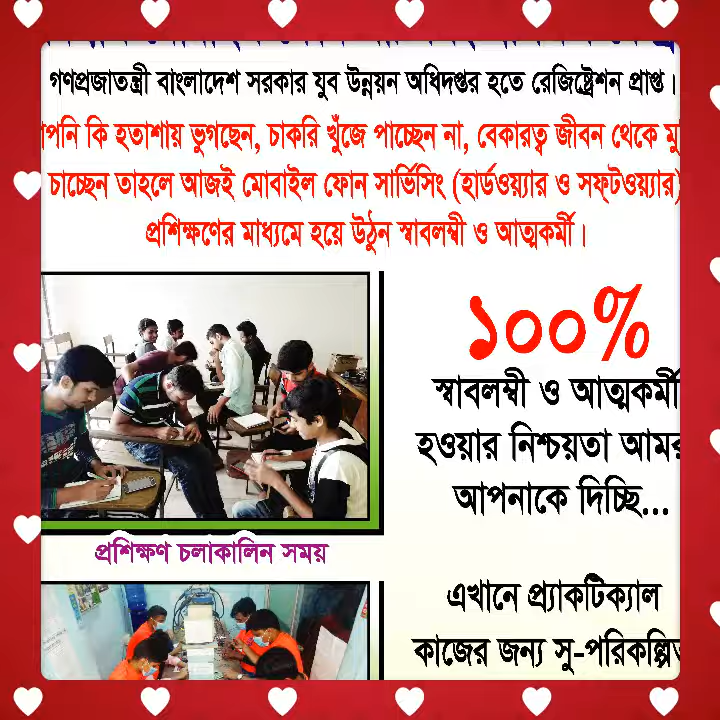 গণপ্রজাতন্ত্রী বাংলাদেশ সরকার যুব উন্নয়ন অধিদপ্তর হতে রেজিষ্ট্রেশন প্রাপ্ত।
পনি কি হতাশায় ভুগছেন, চাকরি খুঁজে পাচ্ছেন না, বেকারত্ব জীবন থেকে মু
চাচ্ছেন তাহলে আজই মোবাইল ফোন সার্ভিসিং (হার্ডওয়্যার ও সফ্টওয়্যার)
প্রশিক্ষণের মাধ্যমে হয়ে উঠুন স্বাবলম্বী ও আত্মকর্মী।
১০০%
স্বাবলম্বী ও আত্মকর্মী
হওয়ার নিশ্চয়তা আমর
আপনাকে দিচ্ছি...
প্রশিক্ষণ চলাকালিন সময়
এখানে প্র্যাকটিক্যাল
কাজের জন্য সু-পরিকল্পিত